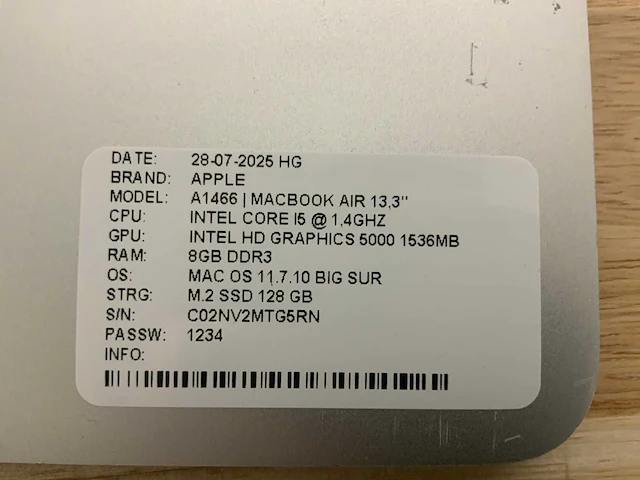 DATE: 28-07-2025 HG
BRAND: APPLE
MODEL: A1466 | MACBOOK AIR 13,3"
CPU: INTEL CORE I5 @ 1,4GHZ
GPU: INTEL HD GRAPHICS 5000 1536MB
RAM: 8GB DDR3
OS: MAC OS 11.7.10 BIG SUR
STRG: M.2 SSD 128 GB
S/N: C02NV2MTG5RN
PASSW: 1234
INFO: